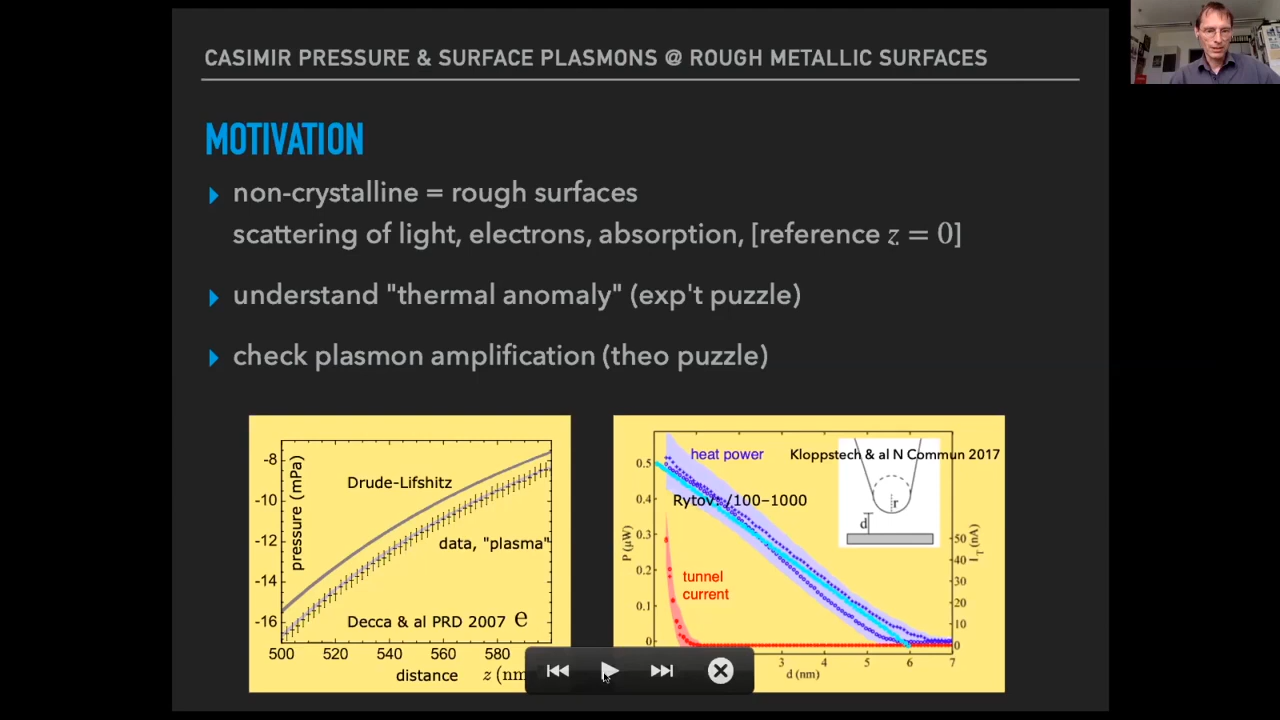 CASIMIR PRESSURE & SURFACE PLASMONS @ ROUGH METALLIC SURFACES
MOTIVATION
non-crystalline = rough surfaces
scattering of light, electrons, absorption, [reference z = 0]
understand "thermal anomaly" (exp't puzzle)
check plasmon amplification (theo puzzle)
-8
-10
-12
-14
-16
pressure (mPa)
Drude-Lifshitz
data, "plasma"
Decca & al PRD 2007 e
500 520 540 560 580
distance z (nm
heat power
Kloppstech & al N Commun 2017
0.5
0.4
0.3
0.2
0.1
0
P (μW)
tunnel
current
r
d
50
40
30
20
10
0
I_T (nA)
3 4 5 6 7
d (nm)